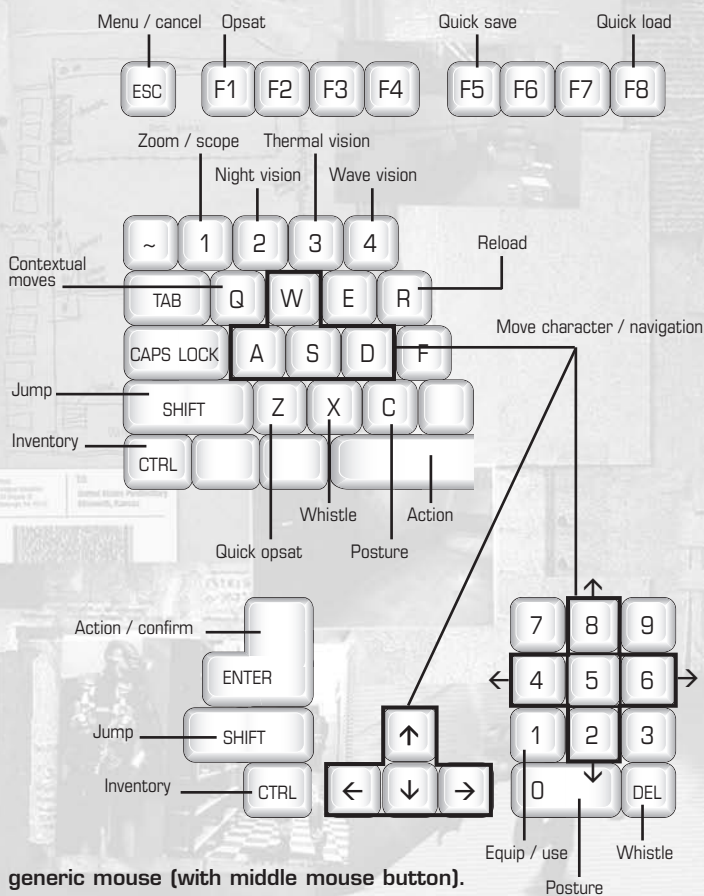 Menu / cancel Opsat Quick save Quick load
ESC F1 F2 F3 F4 F5 F6 F7 F8
Zoom / scope Thermal vision
Night vision Wave vision
~ 1 2 3 4
Reload
Contextual
moves
TAB Q W E R
Move character / navigation
CAPS LOCK A S D F
Jump
SHIFT Z X C
Inventory
CTRL
Whistle Action
Quick opsat Posture
7 8 9
Action / confirm
ENTER
← 4 5 6 →
Jump
SHIFT ↑ 1 2 3
Inventory
CTRL ← ↓ → 0 DEL
Equip / use Whistle
generic mouse (with middle mouse button).
Posture